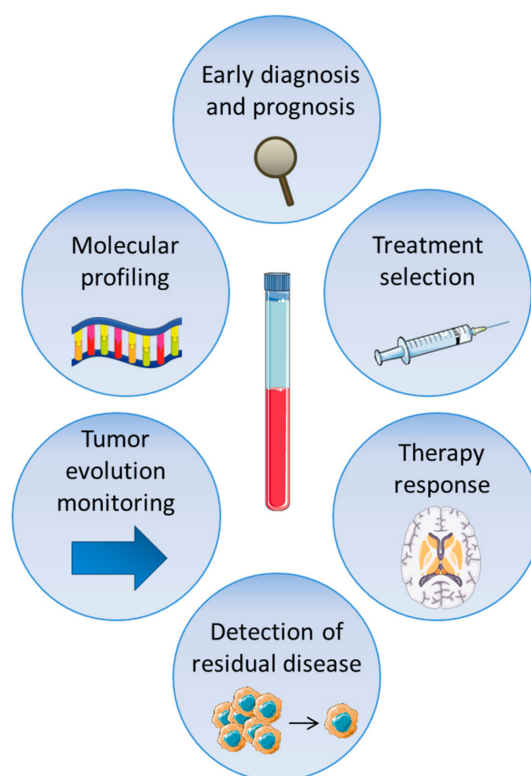 Early diagnosis
and prognosis
Molecular
profiling
Treatment
selection
Tumor
evolution
monitoring
Therapy
response
Detection of
residual disease